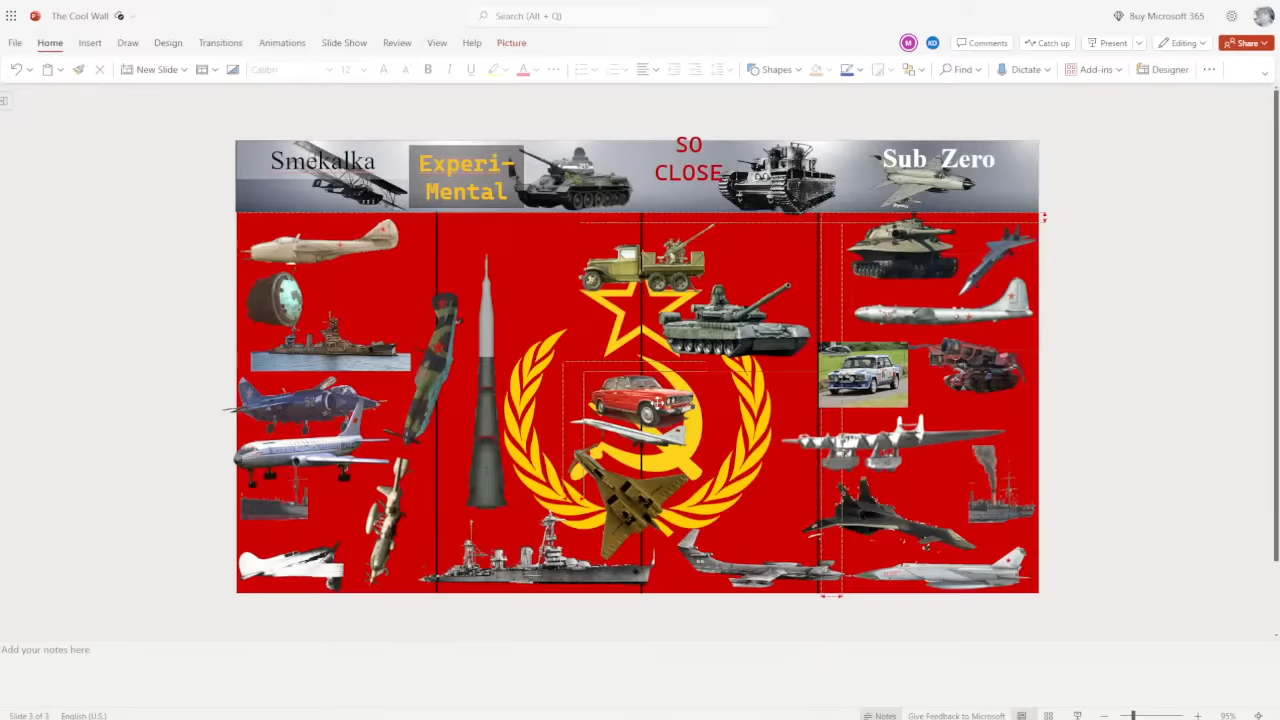 The Cool Wall
Search (Alt + Q)
Buy Microsoft 365
File Home Insert Draw Design Transitions Animations Slide Show Review View Help Picture
M KD Comments Catch up Present Editing Share
New Slide Calibri 12 B I U A Shapes Find Dictate Add-ins Designer
Smekalka
Experi-
Mental
SO
CLOSE
Sub Zero
Add your notes here
Slide 3 of 3 English (U.S.) Notes Give Feedback to Microsoft 95%